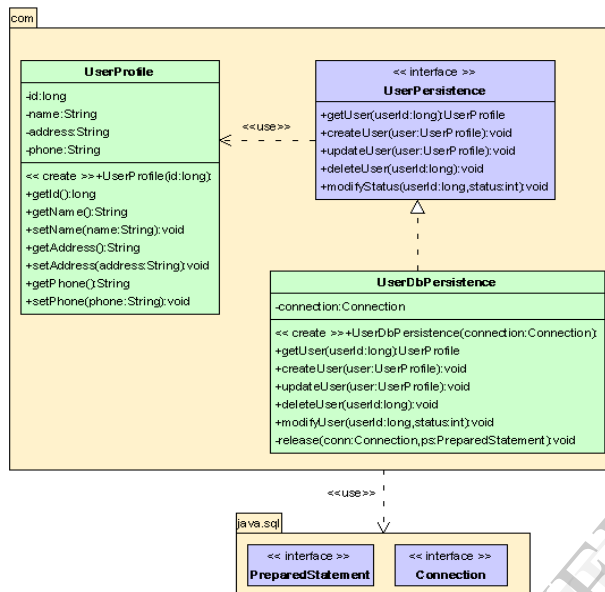 com
UserProfile
-id:long
-name:String
-address:String
-phone:String
<< create >>+UserProfile(id:long):
+getId():long
+getName():String
+setName(name:String):void
+getAddress():String
+setAddress(address:String):void
+getPhone():String
+setPhone(phone:String):void
<<use>>
<< interface >>
UserPersistence
+getUser(userId:long):UserProfile
+createUser(user:UserProfile):void
+updateUser(user:UserProfile):void
+deleteUser(userId:long):void
+modifyStatus(userId:long,status:int):void
UserDbPersistence
-connection:Connection
<< create >>+UserDbPersistence(connection:Connection):
+getUser(userId:long):UserProfile
+createUser(user:UserProfile):void
+updateUser(user:UserProfile):void
+deleteUser(userId:long):void
+modifyUser(userId:long,status:int):void
-release(conn:Connection,ps:PreparedStatement):void
<<use>>
java.sql
<< interface >>
PreparedStatement
<< interface >>
Connection